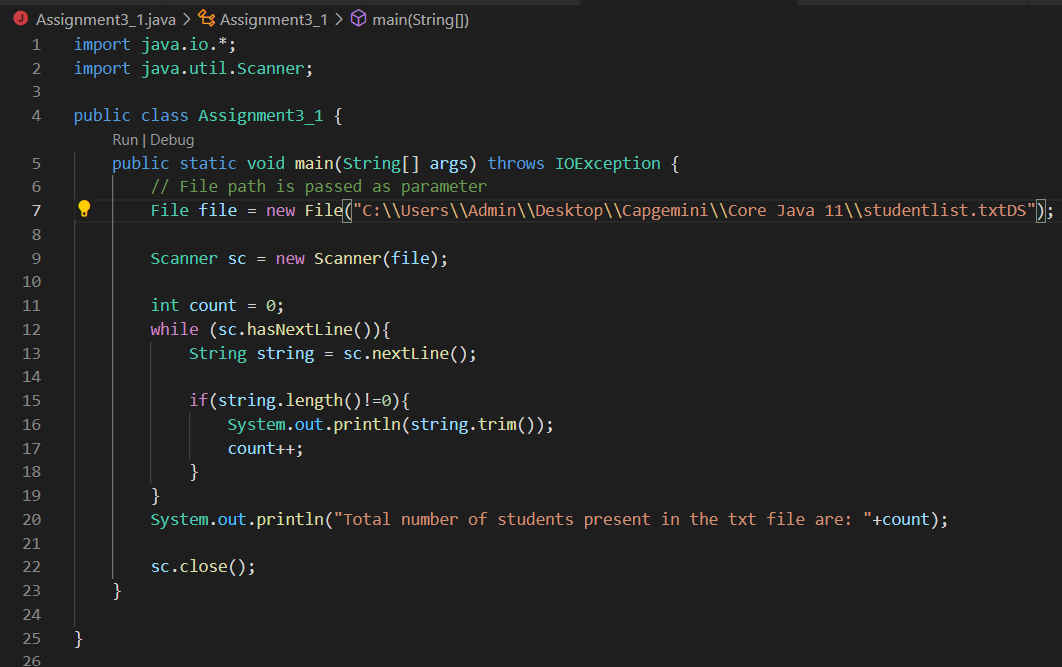 Assignment3_1.java > Assignment3_1 > main(String[])
1 import java.io.*;
2 import java.util.Scanner;
3
4 public class Assignment3_1 {
Run | Debug
5 public static void main(String[] args) throws IOException {
6 // File path is passed as parameter
7 File file = new File("C:\\Users\\Admin\\Desktop\\Capgemini\\Core Java 11\\studentlist.txtDS");
8
9 Scanner sc = new Scanner(file);
10
11 int count = 0;
12 while (sc.hasNextLine()){
13 String string = sc.nextLine();
14
15 if(string.length()!=0){
16 System.out.println(string.trim());
17 count++;
18 }
19 }
20 System.out.println("Total number of students present in the txt file are: "+count);
21
22 sc.close();
23 }
24
25 }
26